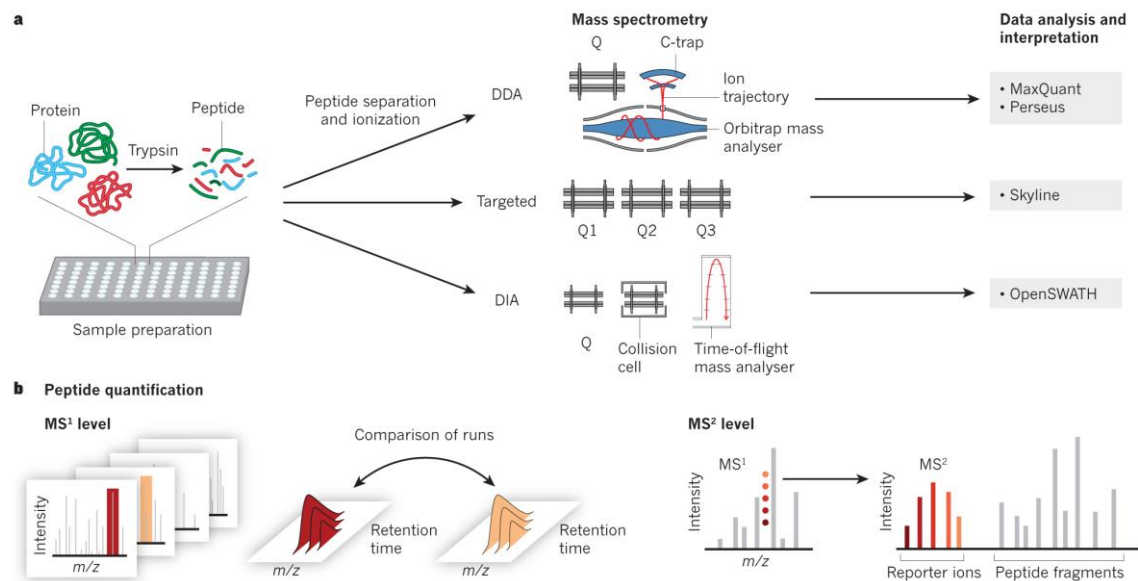 a
Mass spectrometry
Data analysis and
interpretation
Protein
Peptide
Trypsin
Sample preparation
Peptide separation
and ionization
DDA
Q
C-trap
Ion
trajectory
Orbitrap mass
analyser
• MaxQuant
• Perseus
Targeted
Q1 Q2 Q3
• Skyline
DIA
Q
Collision
cell
Time-of-flight
mass analyser
• OpenSWATH
b Peptide quantification
MS¹ level
Intensity
m/z
Comparison of runs
Retention
time
m/z
Retention
time
m/z
MS² level
MS¹
Intensity
m/z
MS²
Intensity
Reporter ions
Peptide fragments